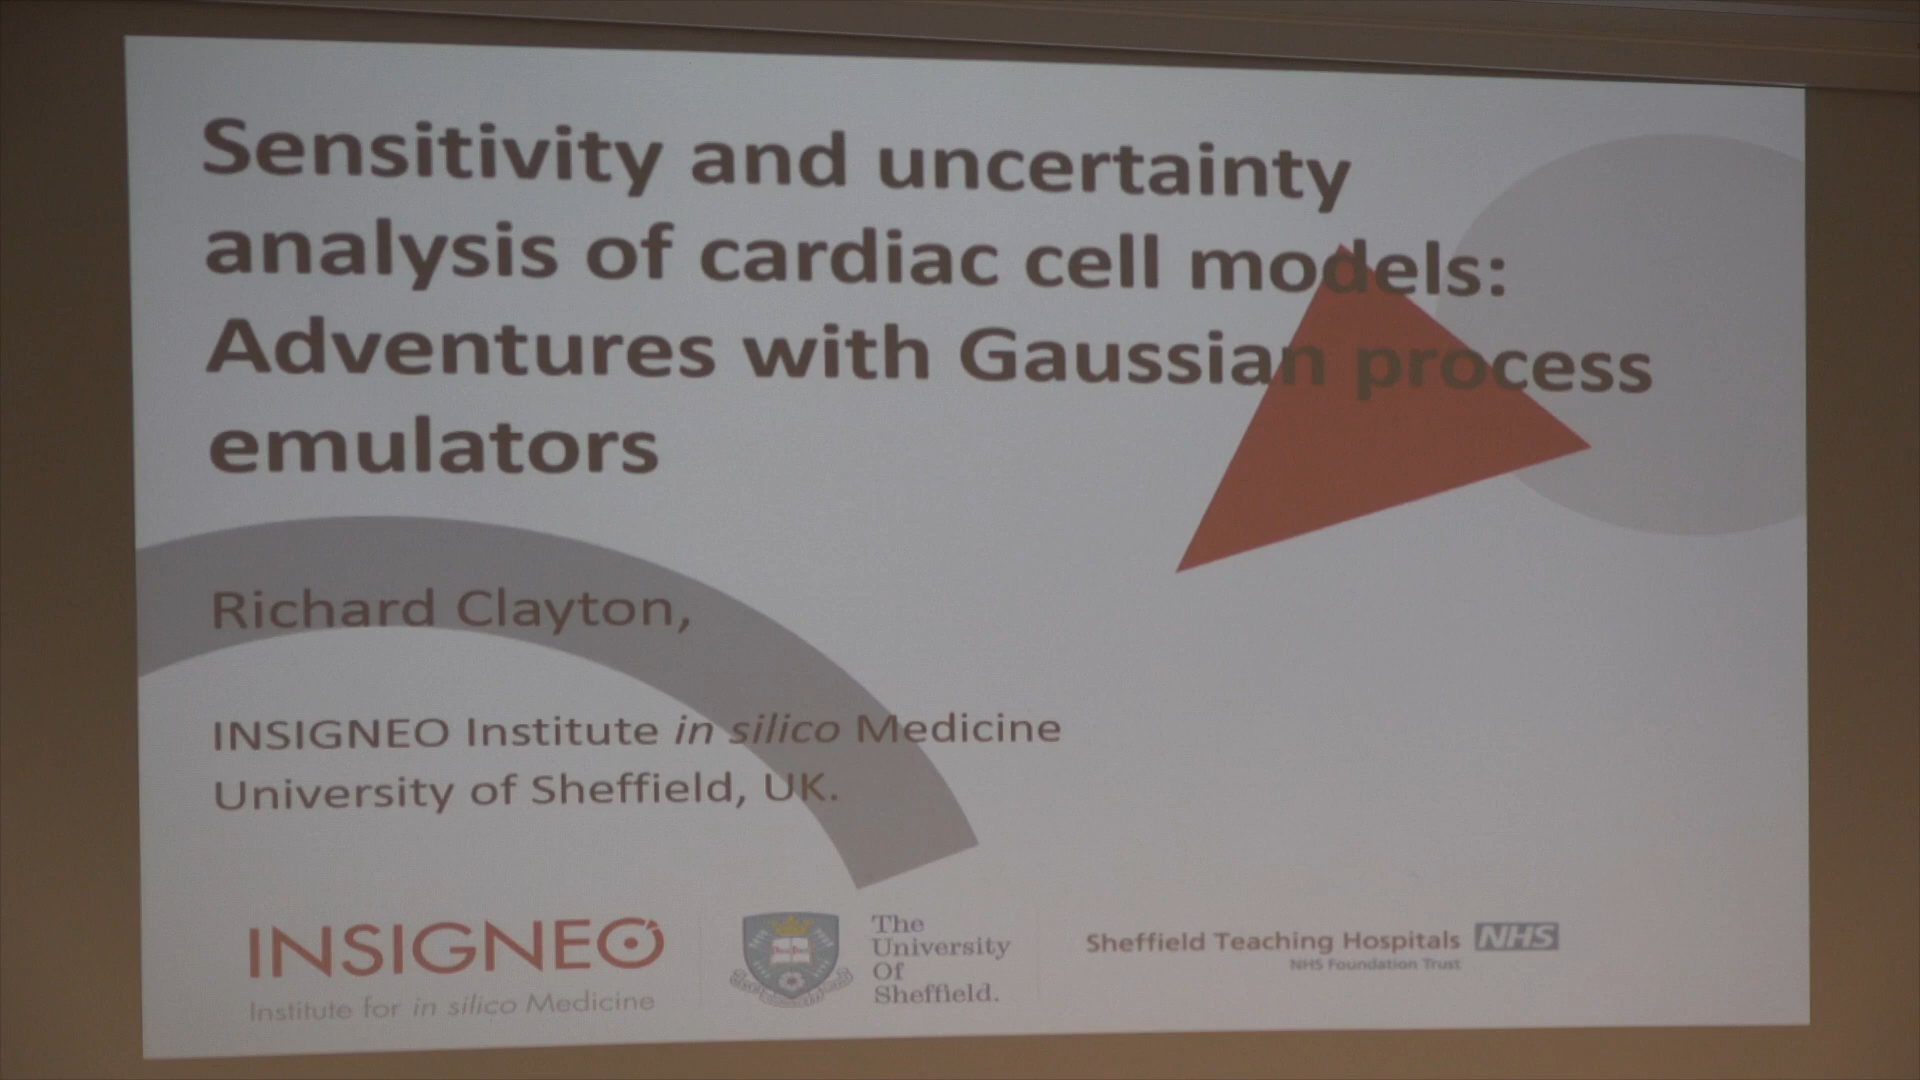 Sensitivity and uncertainty
analysis of cardiac cell models:
Adventures with Gaussian process
emulators
Richard Clayton,
INSIGNEO Institute in silico Medicine
University of Sheffield, UK.
INSIGNEO
Institute for in silico Medicine
The
University
Of
Sheffield.
Sheffield Teaching Hospitals NHS
NHS Foundation Trust